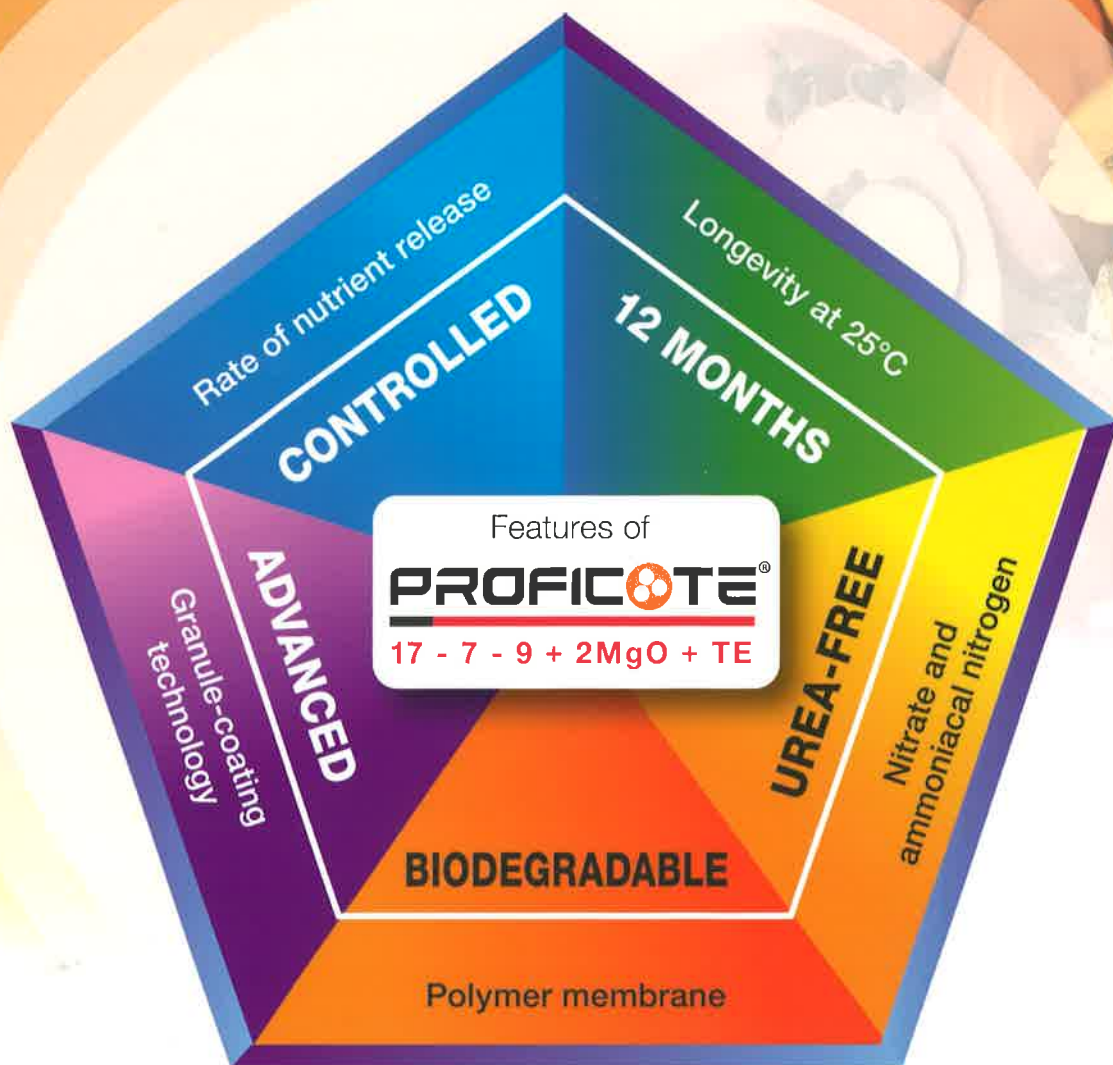 Rate of nutrient release
CONTROLLED
Longevity at 25°C
12 MONTHS
Features of
PROFICOTE®
17 - 7 - 9 + 2MgO + TE
ADVANCED
Granule-coating
technology
UREA-FREE
Nitrate and
ammoniacal nitrogen
BIODEGRADABLE
Polymer membrane